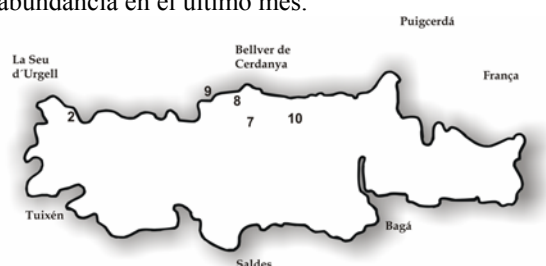 abundancia en el último mes.
Puigcerdá
La Seu
d´Urgell
Bellver de
Cerdanya
França
9
8
2
7
10
Tuixén
Bagá
Saldes